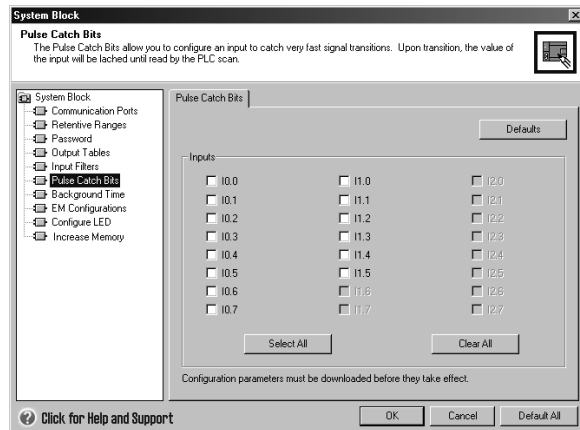 System Block
Pulse Catch Bits
The Pulse Catch Bits allow you to configure an input to catch very fast signal transitions. Upon transition, the value of
the input will be lached until read by the PLC scan.
System Block
Communication Ports
Retentive Ranges
Password
Output Tables
Input Filters
Pulse Catch Bits
Background Time
EM Configurations
Configure LED
Increase Memory
Pulse Catch Bits
Defaults
Inputs
I0.0 I1.0 I2.0
I0.1 I1.1 I2.1
I0.2 I1.2 I2.2
I0.3 I1.3 I2.3
I0.4 I1.4 I2.4
I0.5 I1.5 I2.5
I0.6 I1.6 I2.6
I0.7 I1.7 I2.7
Select All Clear All
Configuration parameters must be downloaded before they take effect.
Click for Help and Support OK Cancel Default All